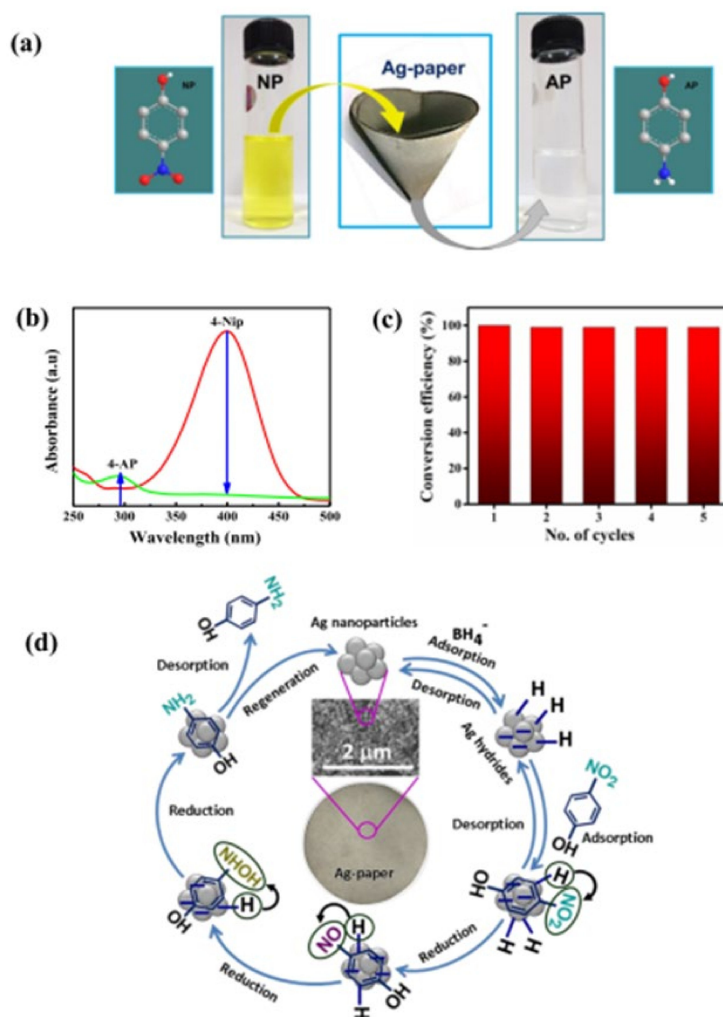 (a)
NP
NP
Ag-paper
AP
AP
(b)
Absorbance (a.u)
4-Nip
4-AP
250
300
350
400
450
500
Wavelength (nm)
(c)
Conversion efficiency (%)
100
80
60
40
20
0
1
2
3
4
5
No. of cycles
(d)
NH2
OH
Desorption
Regeneration
Ag nanoparticles
BH4-
Adsorption
Desorption
H
H
H
Ag hydrides
NO2
OH
Desorption
Adsorption
OH
H
NO2
H
H
Reduction
NO
H
OH
H
Reduction
NHOH
H
OH
Reduction
NH2
OH
2 μm
Ag-paper